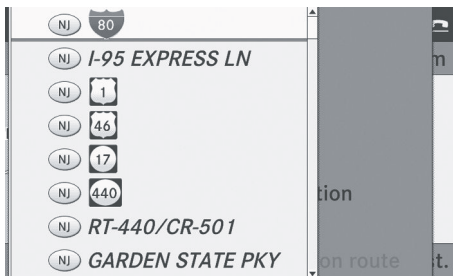 NJ 80
NJ I-95 EXPRESS LN
m
NJ 1
NJ 46
NJ 17
NJ 440
tion
NJ RT-440/CR-501
NJ GARDEN STATE PKY
on route
st.